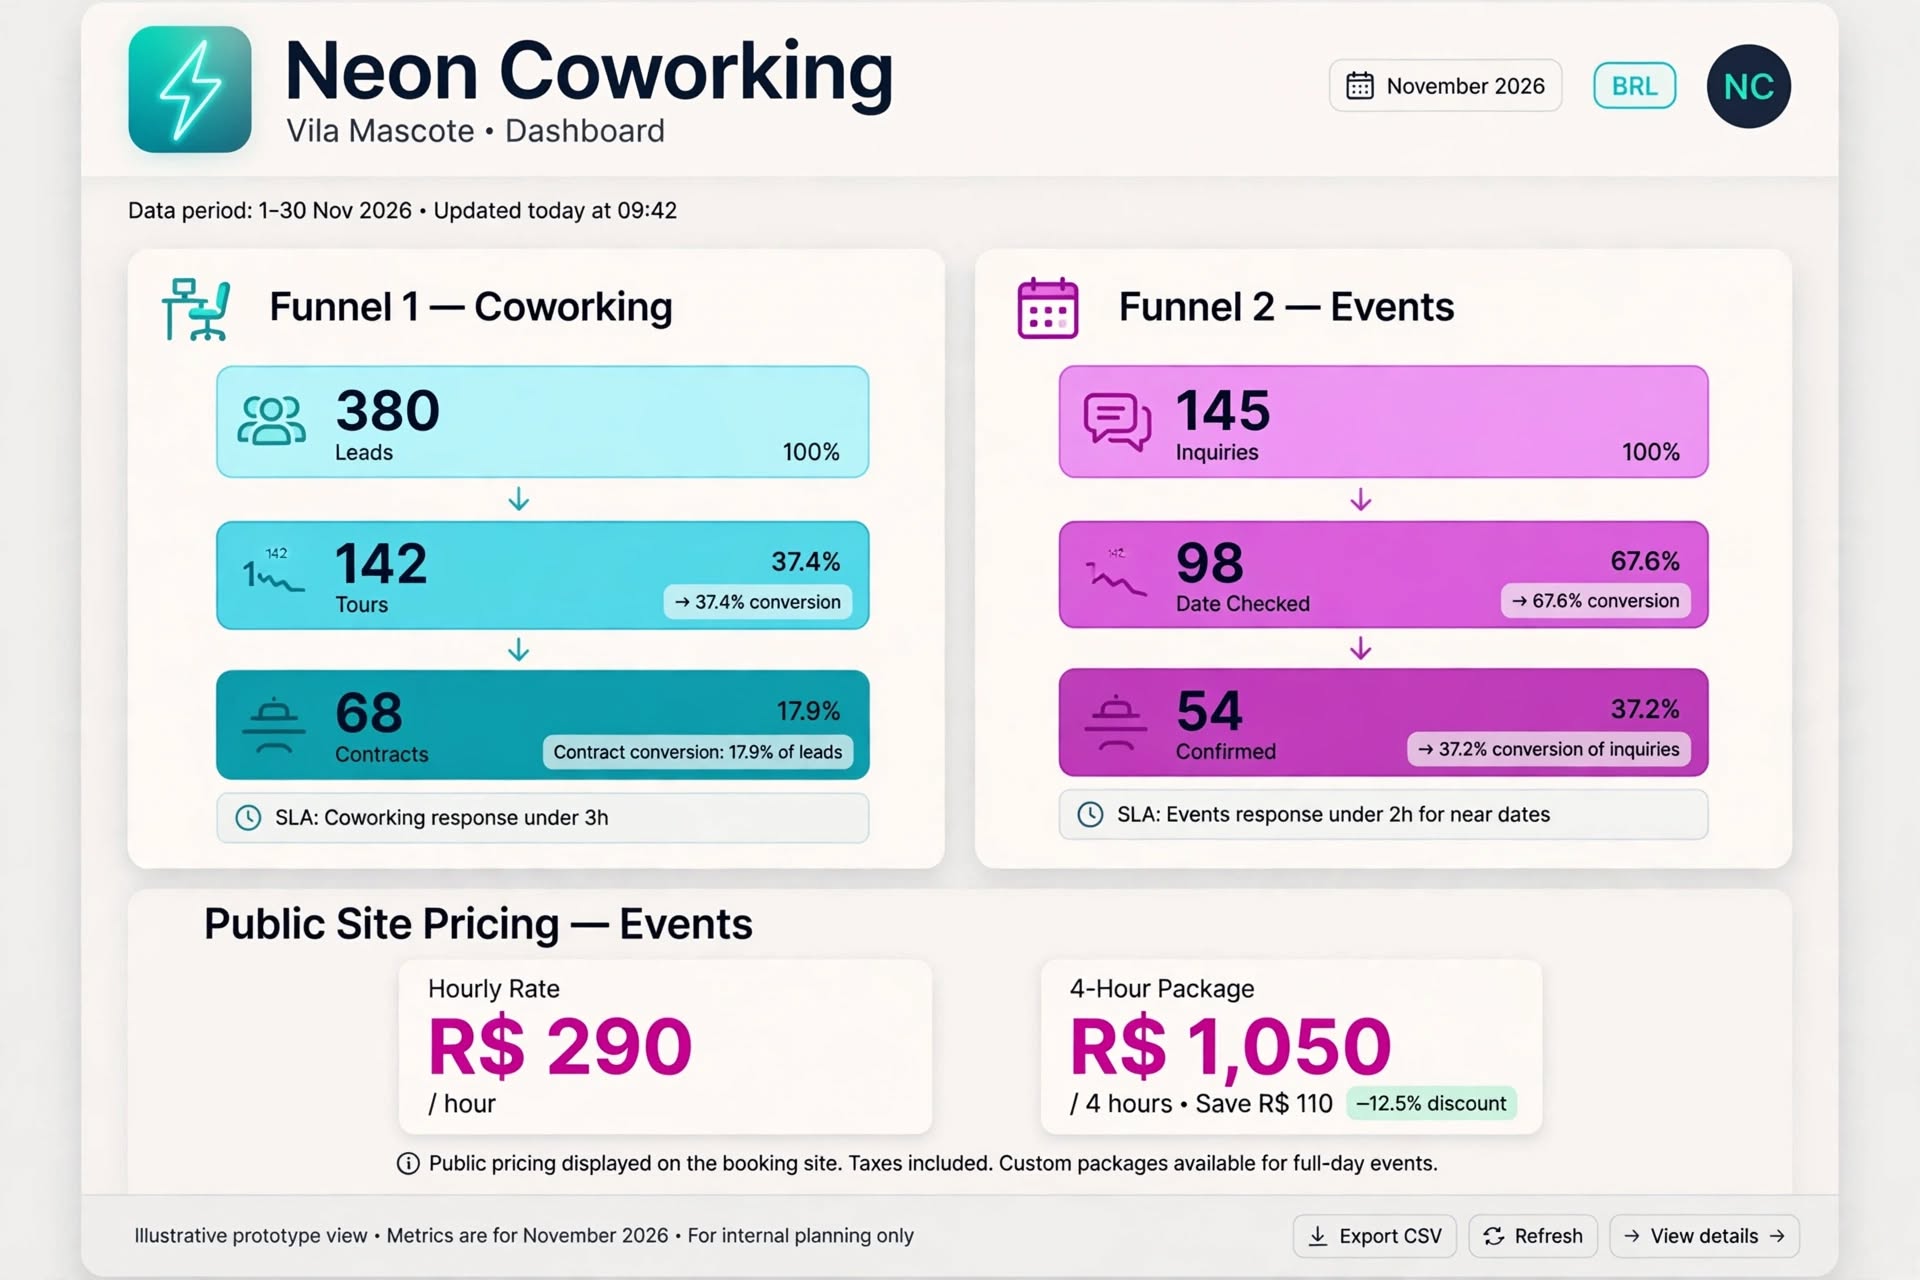 Neon Coworking
Vila Mascote • Dashboard
November 2026
BRL
NC
Data period: 1–30 Nov 2026 • Updated today at 09:42
Funnel 1 — Coworking
380
Leads
100%
142
142
Tours
37.4%
→ 37.4% conversion
68
Contracts
17.9%
Contract conversion: 17.9% of leads
SLA: Coworking response under 3h
Funnel 2 — Events
145
Inquiries
100%
98
Date Checked
67.6%
→ 67.6% conversion
54
Confirmed
37.2%
→ 37.2% conversion of inquiries
SLA: Events response under 2h for near dates
Public Site Pricing — Events
Hourly Rate
R$ 290
/ hour
4-Hour Package
R$ 1,050
/ 4 hours • Save R$ 110
–12.5% discount
Public pricing displayed on the booking site. Taxes included. Custom packages available for full-day events.
Illustrative prototype view • Metrics are for November 2026 • For internal planning only
Export CSV
Refresh
→ View details →